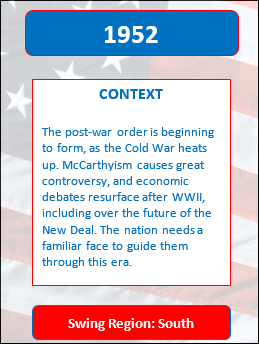 1952
CONTEXT
The post-war order is beginning
to form, as the Cold War heats
up. McCarthyism causes great
controversy, and economic
debates resurface after WWII,
including over the future of the
New Deal. The nation needs a
familiar face to guide them
through this era.
Swing Region: South